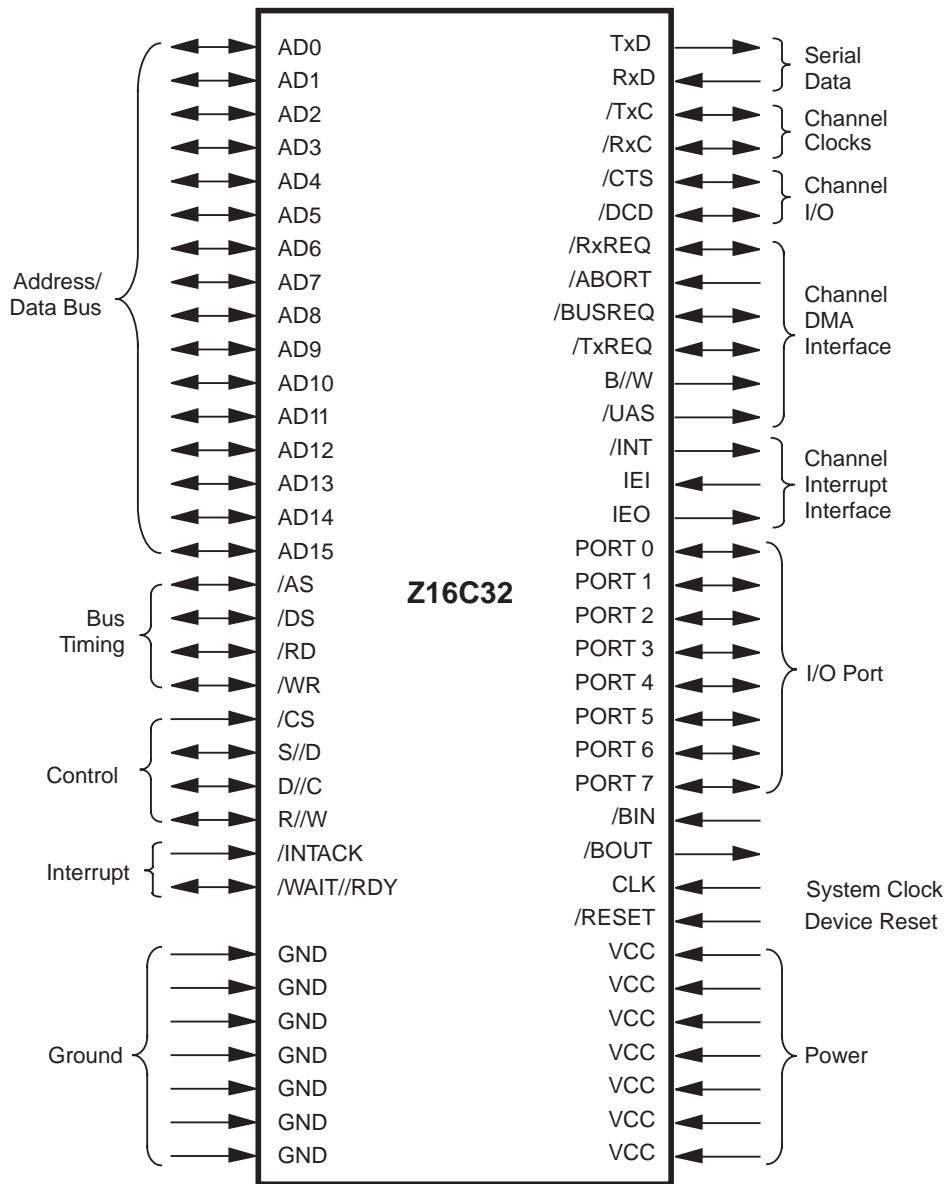 AD0
AD1
AD2
AD3
AD4
AD5
AD6
AD7
AD8
AD9
AD10
AD11
AD12
AD13
AD14
AD15
/AS
/DS
/RD
/WR
/CS
S//D
D//C
R//W
/INTACK
/WAIT//RDY
GND
GND
GND
GND
GND
GND
GND
Address/
Data Bus
Bus
Timing
Control
Interrupt
Ground
Z16C32
TxD
RxD
/TxC
/RxC
/CTS
/DCD
/RxREQ
/ABORT
/BUSREQ
/TxREQ
B//W
/UAS
/INT
IEI
IEO
PORT 0
PORT 1
PORT 2
PORT 3
PORT 4
PORT 5
PORT 6
PORT 7
/BIN
/BOUT
CLK
/RESET
VCC
VCC
VCC
VCC
VCC
VCC
VCC
Serial
Data
Channel
Clocks
Channel
I/O
Channel
DMA
Interface
Channel
Interrupt
Interface
I/O Port
System Clock
Device Reset
Power